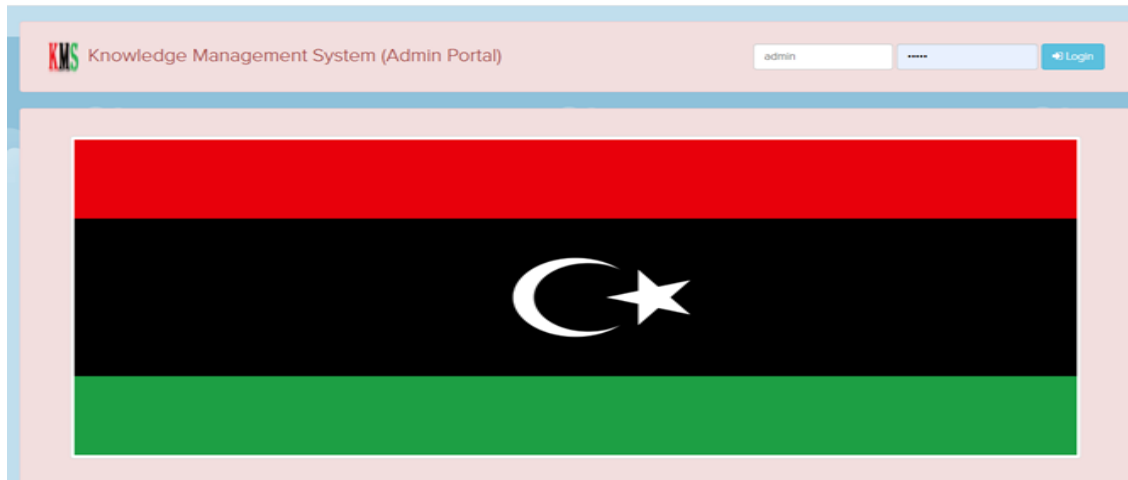 KMS Knowledge Management System (Admin Portal)
admin
•••••
Login